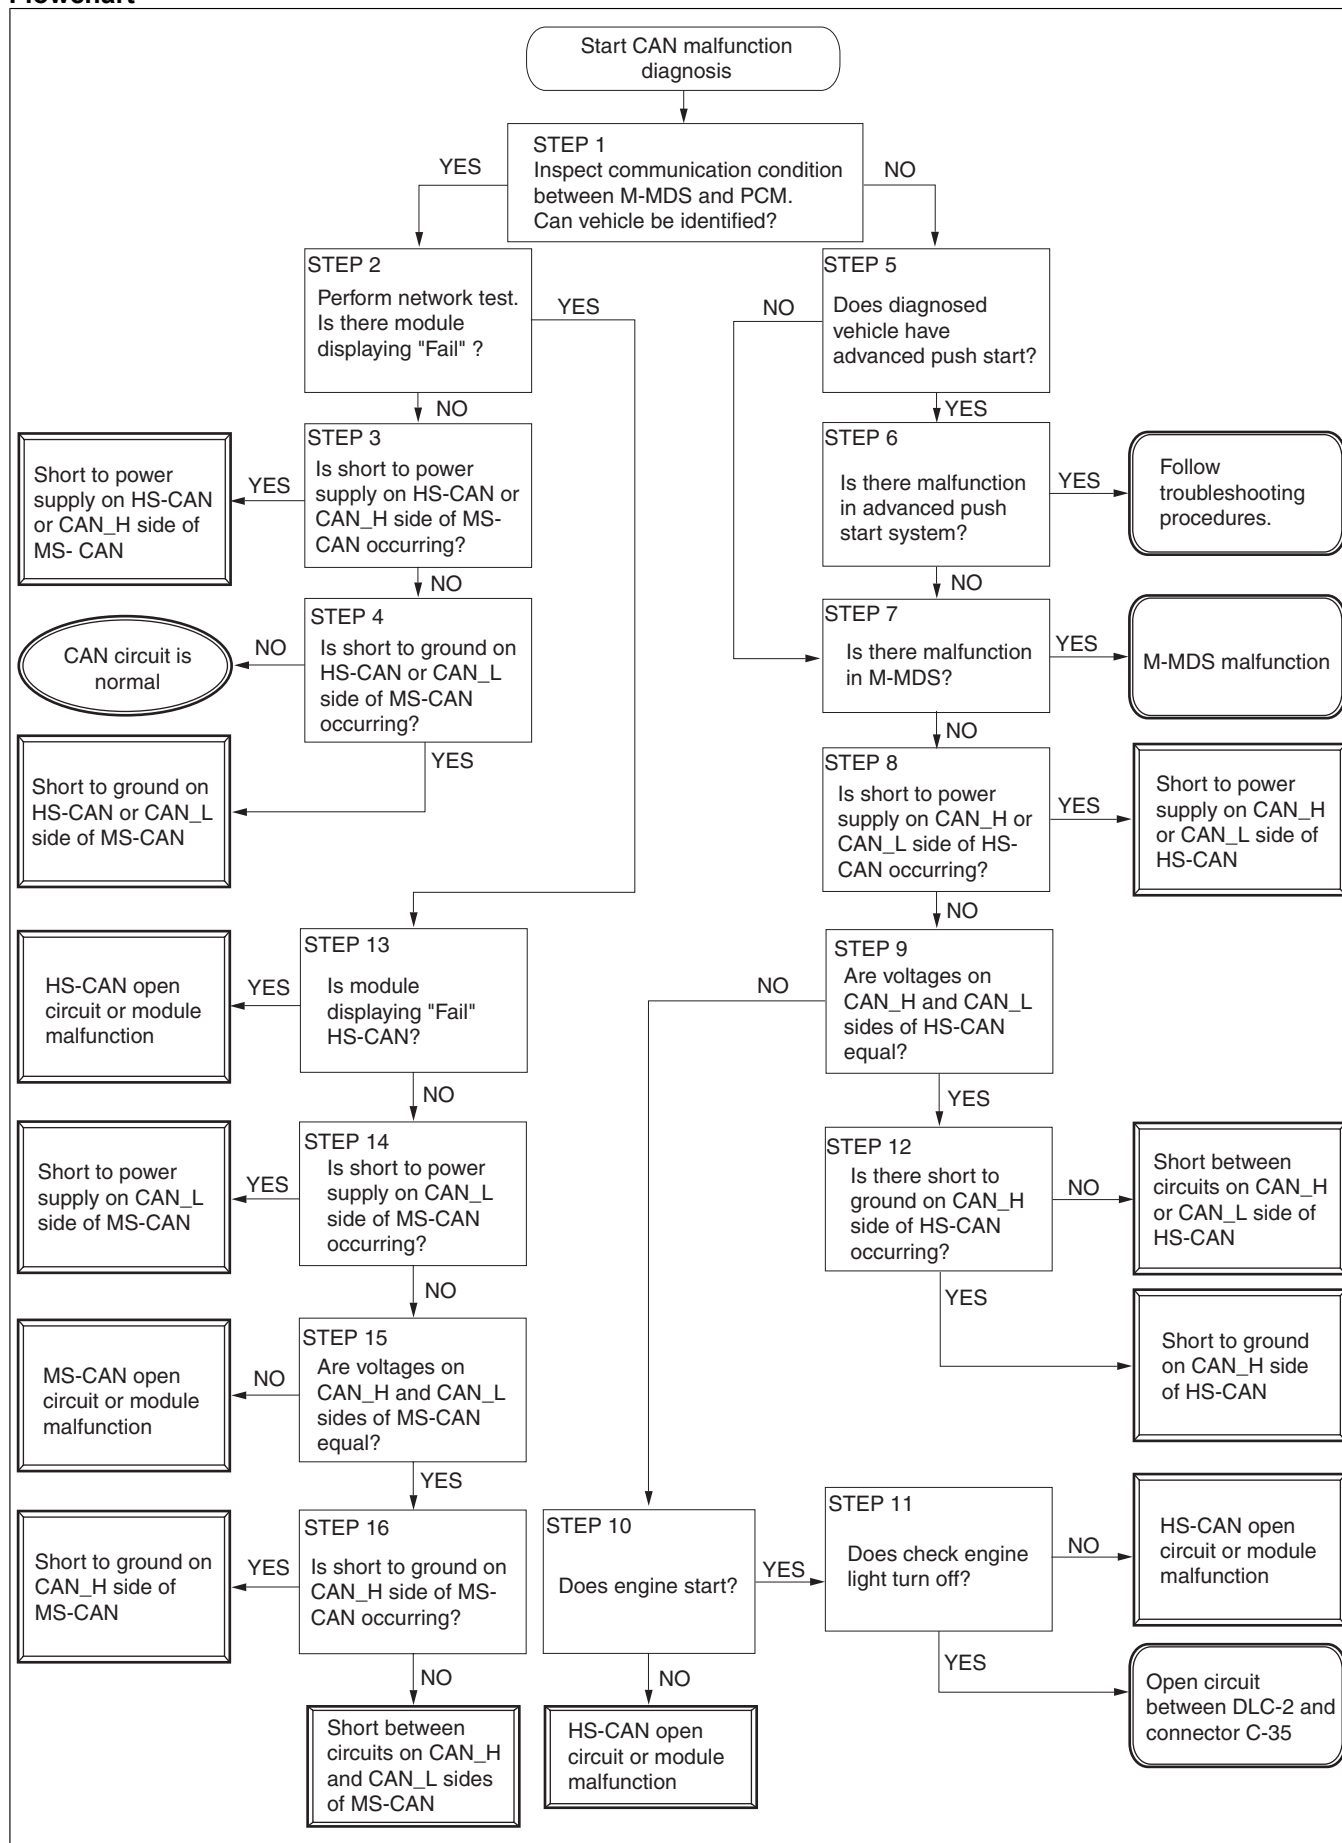 Flowchart
Start CAN malfunction
diagnosis
STEP 1
Inspect communication condition
between M-MDS and PCM.
Can vehicle be identified?
YES
NO
STEP 2
Perform network test.
Is there module
displaying "Fail" ?
YES
NO
STEP 5
Does diagnosed
vehicle have
advanced push start?
NO
YES
STEP 3
Is short to power
supply on HS-CAN or
CAN_H side of MS-
CAN occurring?
YES
NO
Short to power
supply on HS-CAN
or CAN_H side of
MS- CAN
STEP 6
Is there malfunction
in advanced push
start system?
YES
NO
Follow
troubleshooting
procedures.
STEP 4
Is short to ground on
HS-CAN or CAN_L
side of MS-CAN
occurring?
NO
YES
CAN circuit is
normal
Short to ground on
HS-CAN or CAN_L
side of MS-CAN
STEP 7
Is there malfunction
in M-MDS?
YES
NO
M-MDS malfunction
STEP 8
Is short to power
supply on CAN_H or
CAN_L side of HS-
CAN occurring?
YES
NO
Short to power
supply on CAN_H
or CAN_L side of
HS-CAN
STEP 13
Is module
displaying "Fail"
HS-CAN?
YES
NO
HS-CAN open
circuit or module
malfunction
STEP 9
Are voltages on
CAN_H and CAN_L
sides of HS-CAN
equal?
NO
YES
STEP 14
Is short to power
supply on CAN_L
side of MS-CAN
occurring?
YES
NO
Short to power
supply on CAN_L
side of MS-CAN
STEP 12
Is there short to
ground on CAN_H
side of HS-CAN
occurring?
NO
YES
Short between
circuits on CAN_H
or CAN_L side of
HS-CAN
Short to ground
on CAN_H side
of HS-CAN
STEP 15
Are voltages on
CAN_H and CAN_L
sides of MS-CAN
equal?
NO
YES
MS-CAN open
circuit or module
malfunction
STEP 16
Is short to ground on
CAN_H side of MS-
CAN occurring?
YES
NO
Short to ground on
CAN_H side of
MS-CAN
Short between
circuits on CAN_H
and CAN_L sides
of MS-CAN
STEP 10
Does engine start?
YES
NO
HS-CAN open
circuit or module
malfunction
STEP 11
Does check engine
light turn off?
NO
YES
HS-CAN open
circuit or module
malfunction
Open circuit
between DLC-2 and
connector C-35